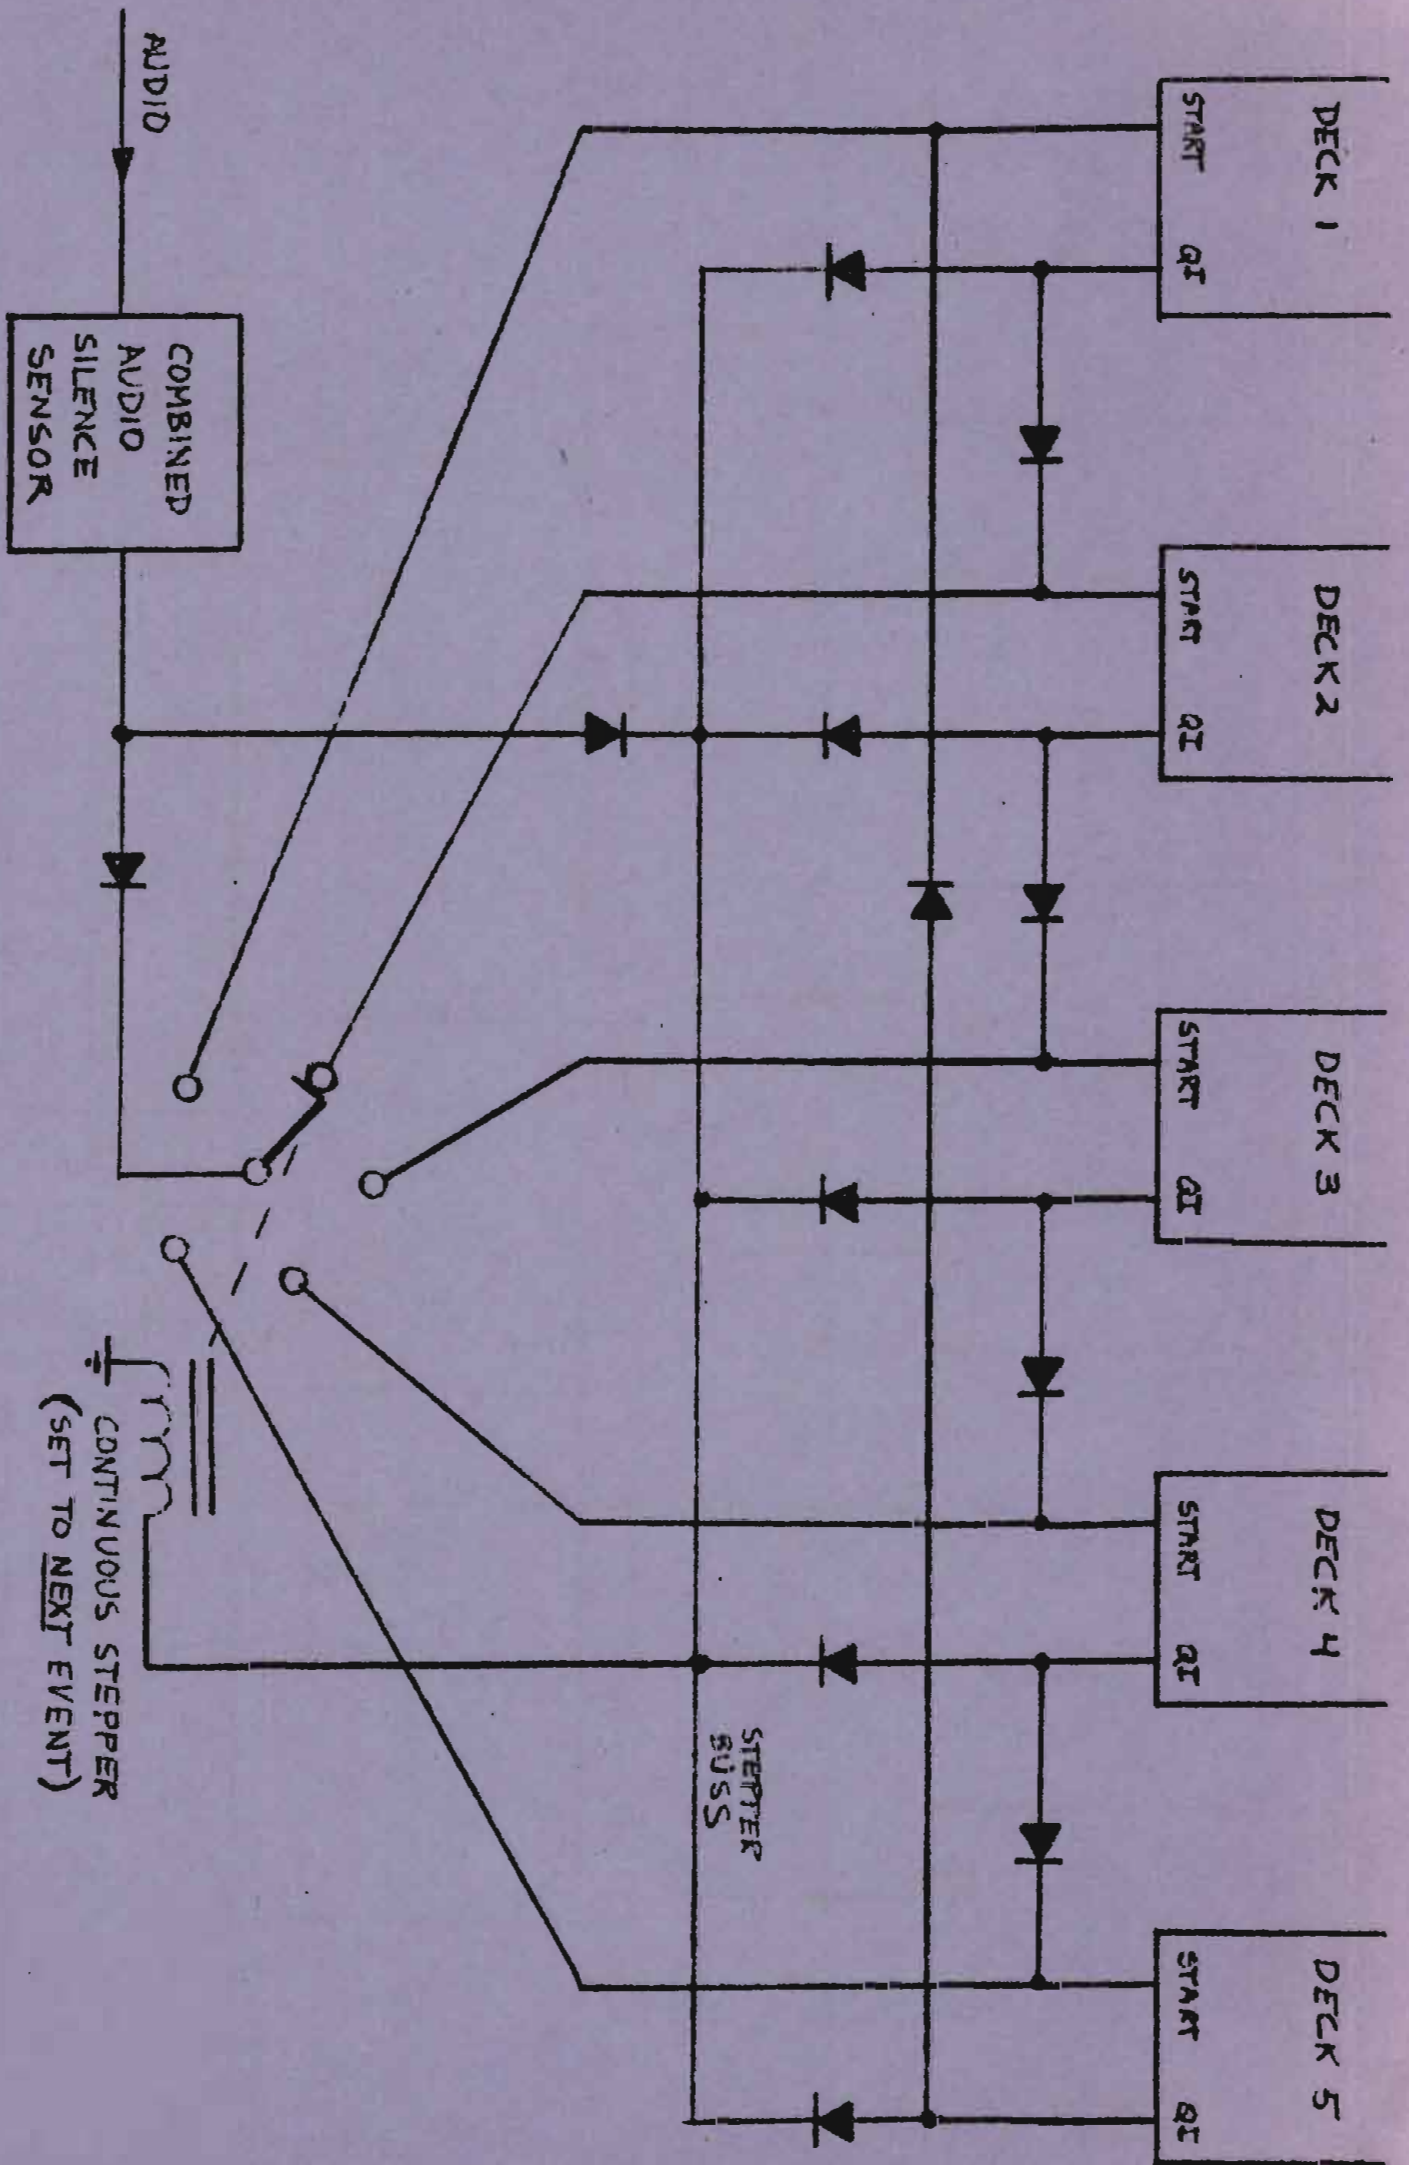 DECK 1
START
QI
DECK 2
START
QI
DECK 3
START
QI
DECK 4
START
QI
DECK 5
START
QI
STEPPER
BUSS
AUDIO
COMBINED
AUDIO
SILENCE
SENSOR
CONTINUOUS STEPPER
(SET TO NEXT EVENT)